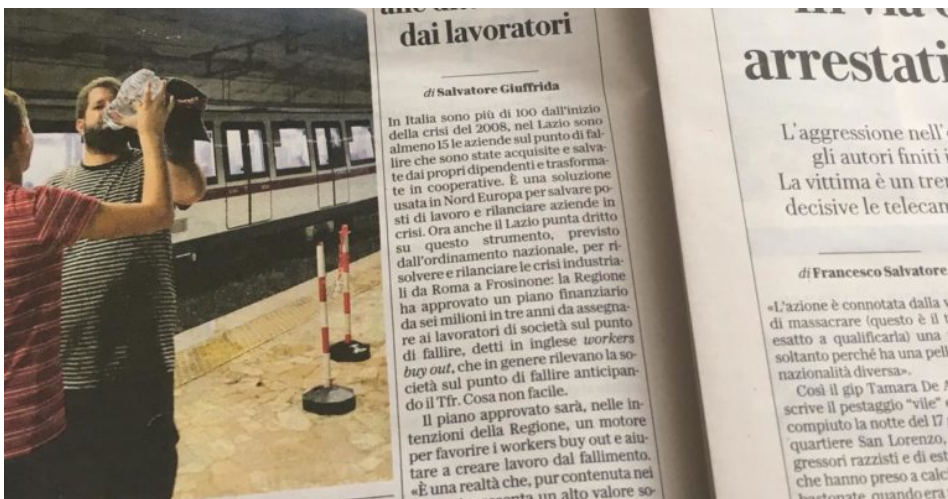 dai lavoratori
di Salvatore Giuffrida
In Italia sono più di 100 dall'inizio
della crisi del 2008, nel Lazio sono
almeno 15 le aziende sul punto di fal-
lire che sono state acquisite e salva-
te dai propri dipendenti e trasforma-
te in cooperative. È una soluzione
usata in Nord Europa per salvare po-
sti di lavoro e rilanciare aziende in
crisi. Ora anche il Lazio punta dritto
su questo strumento, previsto
dall'ordinamento nazionale, per ri-
solvere e rilanciare le crisi industria-
li da Roma a Frosinone: la Regione
ha approvato un piano finanziario
da sei milioni in tre anni da assegna-
re ai lavoratori di società sul punto
di fallire, detti in inglese workers
buy out, che in genere rilevano la so-
cietà sul punto di fallire anticipan-
do il Tfr. Cosa non facile.
Il piano approvato sarà, nelle in-
tenzioni della Regione, un motore
per favorire i workers buy out e aiu-
tare a creare lavoro dal fallimento.
«È una realtà che, pur contenuta nei
un alto valore so-
arrestati
L'aggressione nell'
gli autori finiti
La vittima è un
decisive le
di Francesco Salvatore
«L'azione è connotata dalla
di massacrare (questo è il
esatto a qualificarla) una
soltanto perché ha una
nazionalità diversa».
Così il gip Tamara De
scrive il pestaggio "vile"
compiuto la notte del 17
quartiere San Lorenzo,
gressori razzisti e di
che hanno preso a
quando era